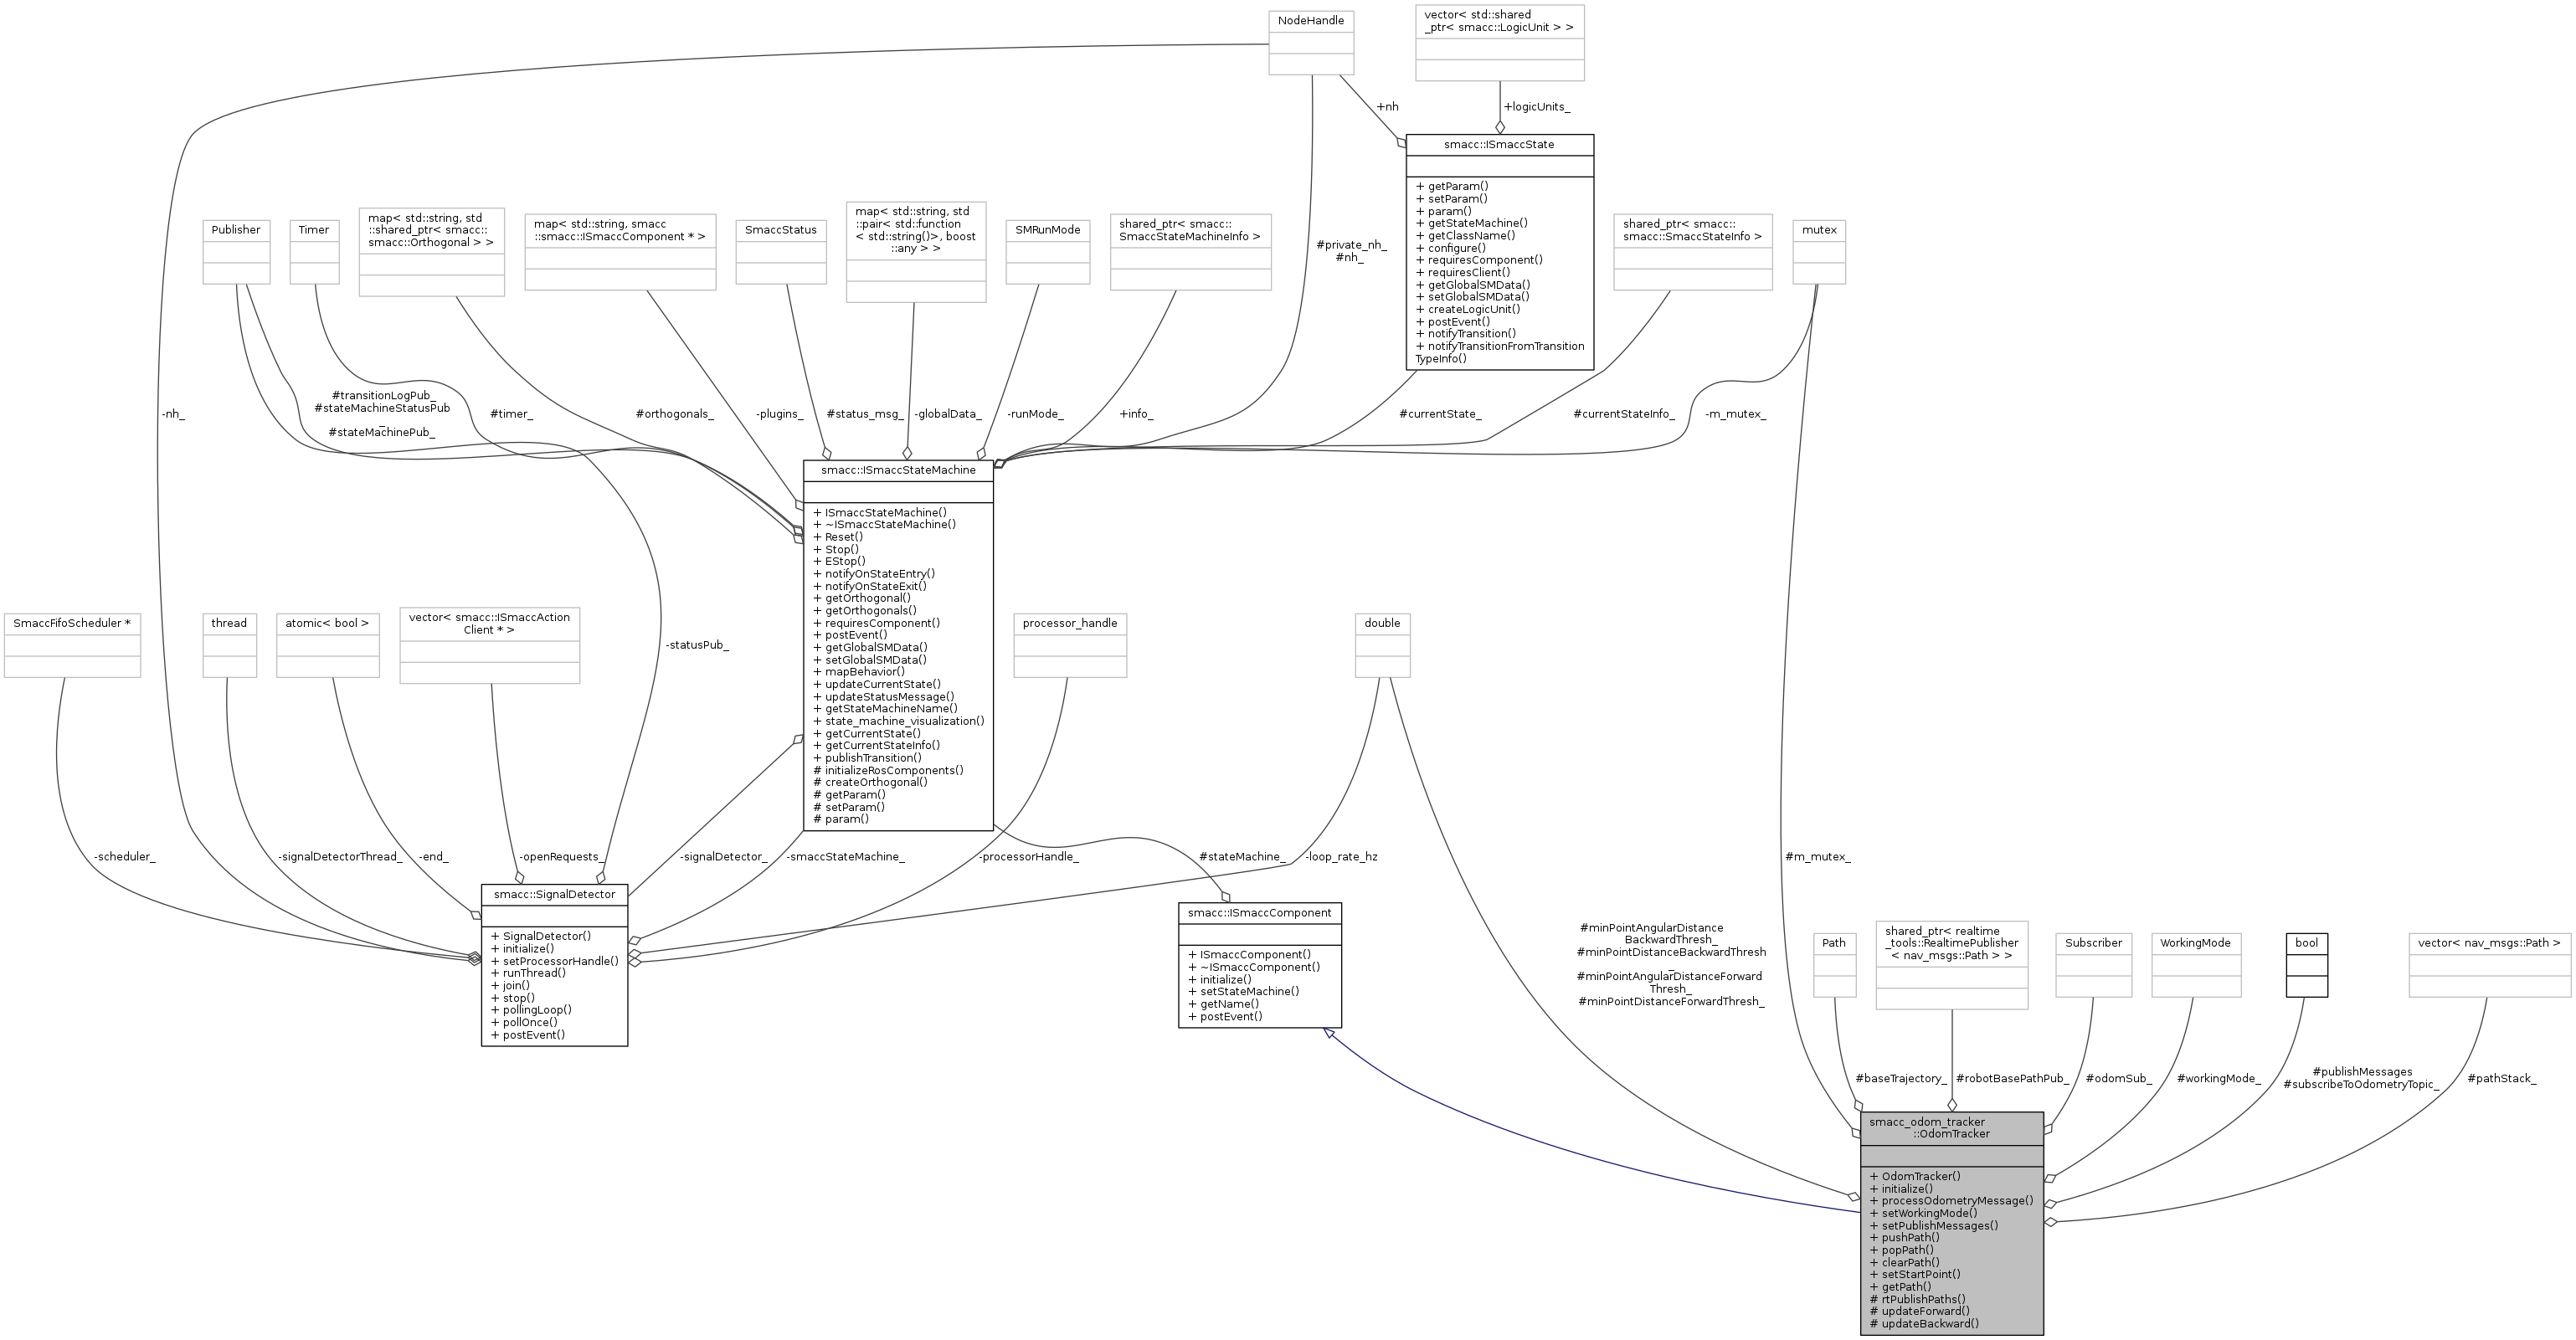 NodeHandle
vector< std::shared
_ptr< smacc::LogicUnit > >
+nh
+logicUnits_
smacc::ISmaccState
+ getParam()
+ setParam()
+ param()
+ getStateMachine()
+ getClassName()
+ configure()
+ requiresComponent()
+ requiresClient()
+ getGlobalSMData()
+ setGlobalSMData()
+ createLogicUnit()
+ postEvent()
+ notifyTransition()
+ notifyTransitionFromTransition
TypeInfo()
Publisher
Timer
map< std::string, std
::shared_ptr< smacc::
smacc::Orthogonal > >
map< std::string, smacc
::smacc::ISmaccComponent * >
SmaccStatus
map< std::string, std
::pair< std::function
< std::string()>, boost
::any > >
SMRunMode
shared_ptr< smacc::
SmaccStateMachineInfo >
#private_nh_
#nh_
shared_ptr< smacc::
smacc::SmaccStateInfo >
mutex
-nh_
#transitionLogPub_
#stateMachineStatusPub
_
#stateMachinePub_
#timer_
#orthogonals_
-plugins_
#status_msg_
-globalData_
-runMode_
+info_
#currentState_
#currentStateInfo_
-m_mutex_
smacc::ISmaccStateMachine
+ ISmaccStateMachine()
+ ~ISmaccStateMachine()
+ Reset()
+ Stop()
+ EStop()
+ notifyOnStateEntry()
+ notifyOnStateExit()
+ getOrthogonal()
+ getOrthogonals()
+ requiresComponent()
+ postEvent()
+ getGlobalSMData()
+ setGlobalSMData()
+ mapBehavior()
+ updateCurrentState()
+ updateStatusMessage()
+ getStateMachineName()
+ state_machine_visualization()
+ getCurrentState()
+ getCurrentStateInfo()
+ publishTransition()
# initializeRosComponents()
# createOrthogonal()
# getParam()
# setParam()
# param()
SmaccFifoScheduler *
thread
atomic< bool >
vector< smacc::ISmaccAction
Client * >
-statusPub_
processor_handle
double
-scheduler_
-signalDetectorThread_
-end_
-openRequests_
-signalDetector_
-smaccStateMachine_
-processorHandle_
#stateMachine_
-loop_rate_hz
#m_mutex_
smacc::SignalDetector
+ SignalDetector()
+ initialize()
+ setProcessorHandle()
+ runThread()
+ join()
+ stop()
+ pollingLoop()
+ pollOnce()
+ postEvent()
smacc::ISmaccComponent
+ ISmaccComponent()
+ ~ISmaccComponent()
+ initialize()
+ setStateMachine()
+ getName()
+ postEvent()
#minPointAngularDistance
BackwardThresh_
#minPointDistanceBackwardThresh
_
#minPointAngularDistanceForward
Thresh_
#minPointDistanceForwardThresh_
Path
shared_ptr< realtime
_tools::RealtimePublisher
< nav_msgs::Path > >
Subscriber
WorkingMode
bool
vector< nav_msgs::Path >
#baseTrajectory_
#robotBasePathPub_
#odomSub_
#workingMode_
#publishMessages
#subscribeToOdometryTopic_
#pathStack_
smacc_odom_tracker
::OdomTracker
+ OdomTracker()
+ initialize()
+ processOdometryMessage()
+ setWorkingMode()
+ setPublishMessages()
+ pushPath()
+ popPath()
+ clearPath()
+ setStartPoint()
+ getPath()
# rtPublishPaths()
# updateForward()
# updateBackward()